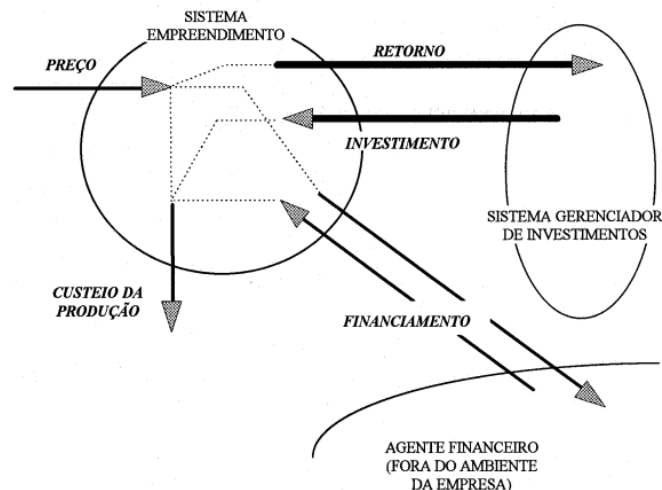 SISTEMA
EMPREENDIMENTO
PREÇO
RETORNO
INVESTIMENTO
SISTEMA GERENCIADOR
DE INVESTIMENTOS
CUSTEIO DA
PRODUÇÃO
FINANCIAMENTO
AGENTE FINANCEIRO
(FORA DO AMBIENTE
DA EMPRESA)